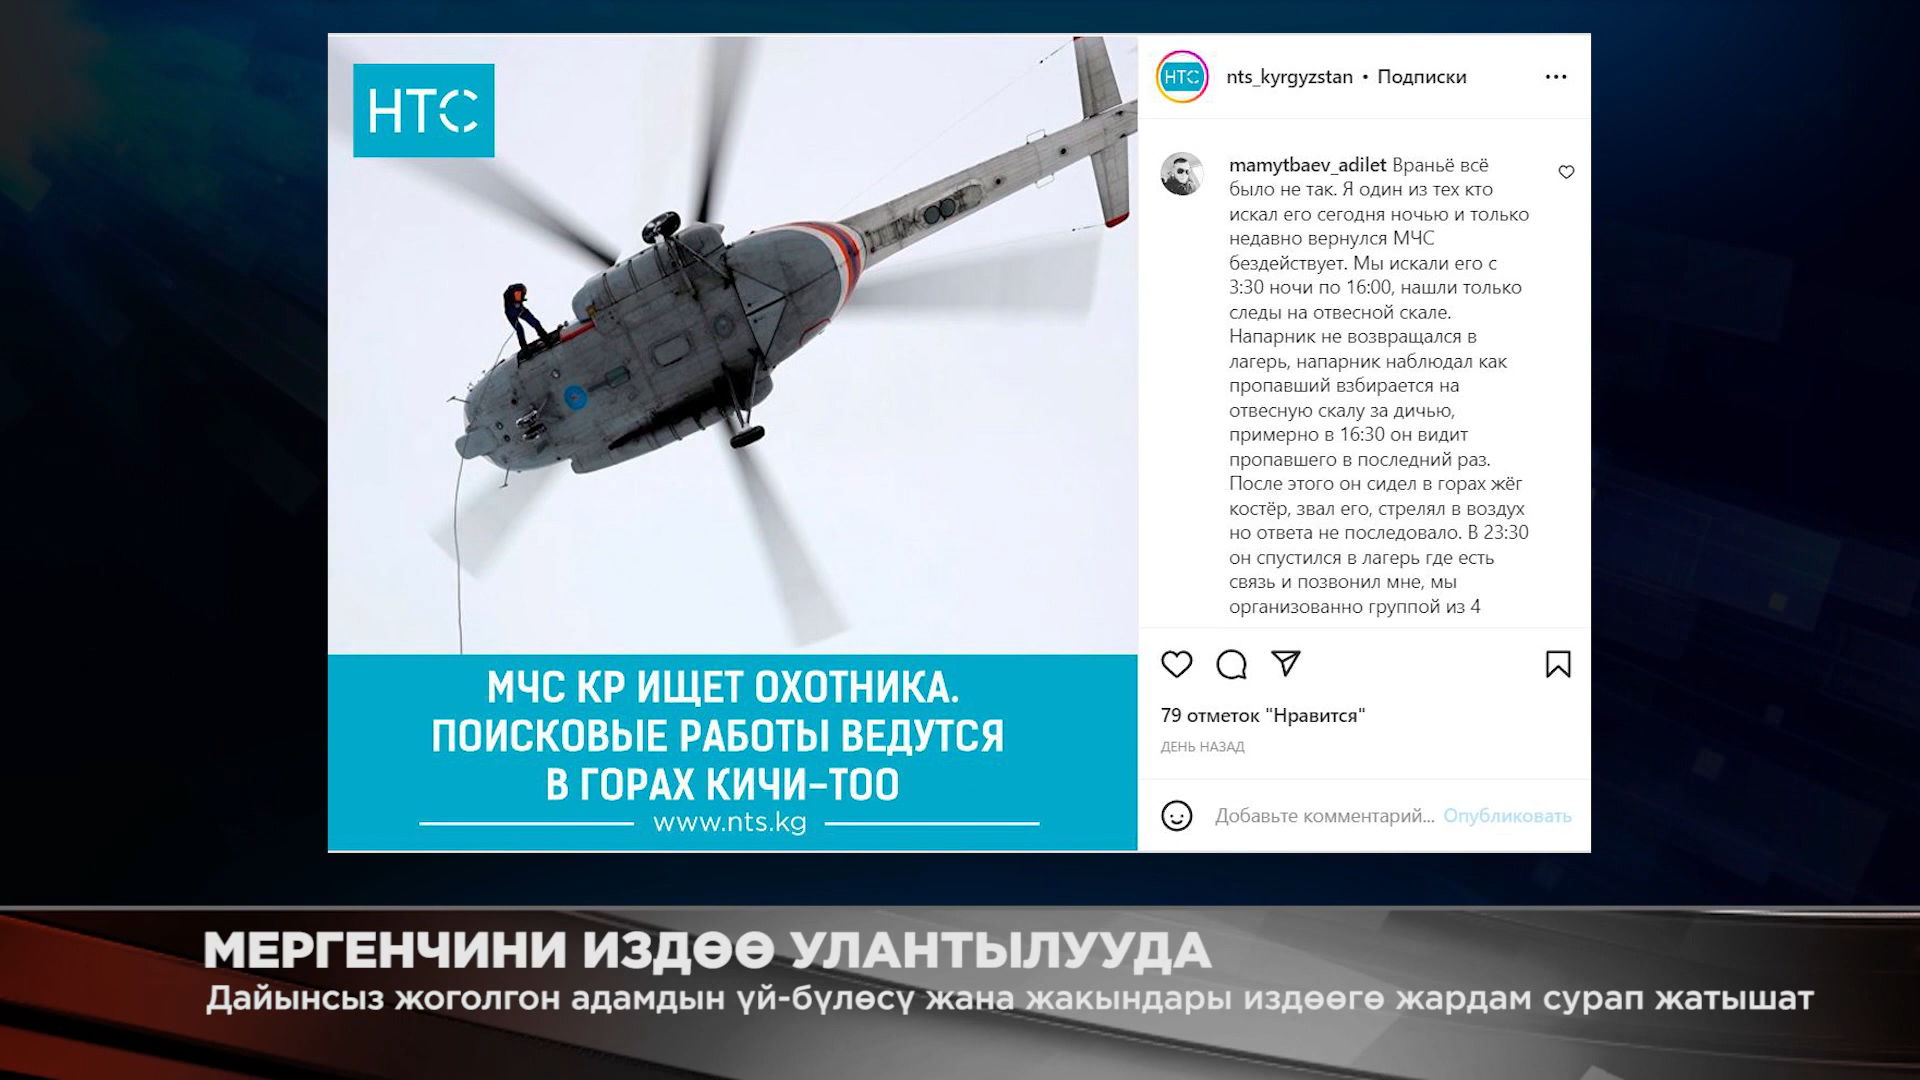 НТС
МЧС КР ИЩЕТ ОХОТНИКА.
ПОИСКОВЫЕ РАБОТЫ ВЕДУТСЯ
В ГОРАХ КИЧИ-ТОО
www.nts.kg
НТС
nts_kyrgyzstan • Подписки
mamytbaev_adilet Враньё всё
было не так. Я один из тех кто
искал его сегодня ночью и только
недавно вернулся МЧС
бездействует. Мы искали его с
3:30 ночи по 16:00, нашли только
следы на отвесной скале.
Напарник не возвращался в
лагерь, напарник наблюдал как
пропавший взбирается на
отвесную скалу за дичью,
примерно в 16:30 он видит
пропавшего в последний раз.
После этого он сидел в горах жёг
костёр, звал его, стрелял в воздух
но ответа не последовало. В 23:30
он спустился в лагерь где есть
связь и позвонил мне, мы
организованно группой из 4
79 отметок "Нравится"
ДЕНЬ НАЗАД
Добавьте комментарий... Опубликовать
МЕРГЕНЧИНИ ИЗДӨӨ УЛАНТЫЛУУДА
Дайынсыз жоголгон адамдын үй-бүлөсү жана жакындары издөөгө жардам сурап жатышат